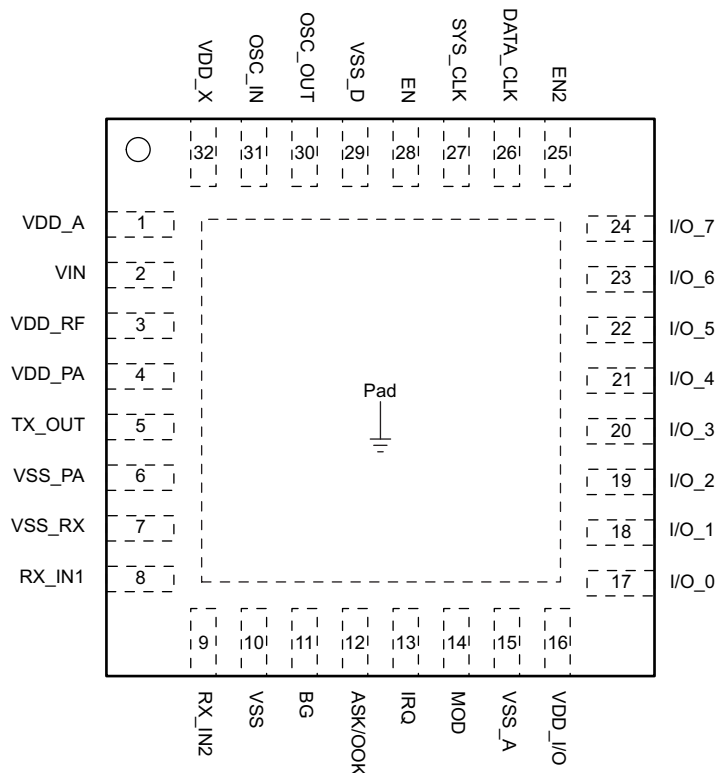 VDD_X
OSC_IN
OSC_OUT
VSS_D
EN
SYS_CLK
DATA_CLK
EN2
32
31
30
29
28
27
26
25
VDD_A 1
VIN 2
VDD_RF 3
VDD_PA 4
TX_OUT 5
VSS_PA 6
VSS_RX 7
RX_IN1 8
Pad
24 I/O_7
23 I/O_6
22 I/O_5
21 I/O_4
20 I/O_3
19 I/O_2
18 I/O_1
17 I/O_0
9
10
11
12
13
14
15
16
RX_IN2
VSS
BG
ASK/OOK
IRQ
MOD
VSS_A
VDD_I/O